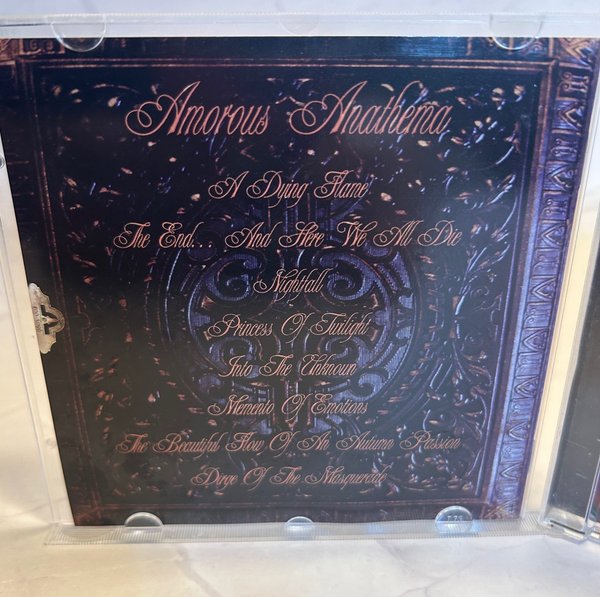 Amorous Anathema
A Dying Flame
The End... And Here We All Die
Nightfall
Princess Of Twilight
Into The Unknown
Memento Of Emotions
The Beautiful Flow Of An Autumn Passion
Dirge Of The Masquerade